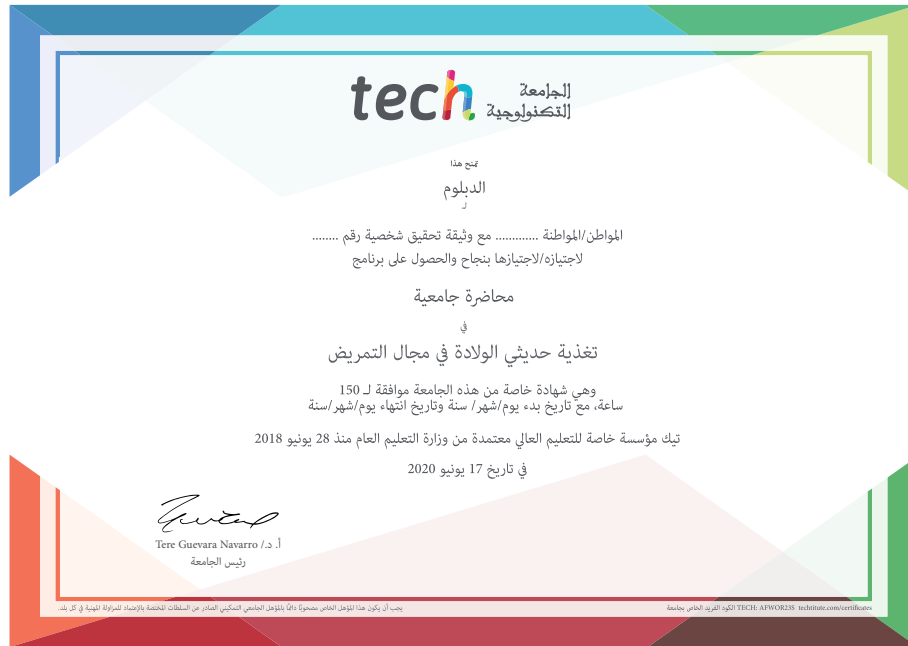 tech الجامعة
التكنولوجية
تمنح هذا
الدبلوم
لـ
المواطن/المواطنة ............. مع وثيقة تحقيق شخصية رقم ........
لاجتيازه/لاجتيازها بنجاح والحصول على برنامج
محاضرة جامعية
في
تغذية حديثي الولادة في مجال التمريض
وهي شهادة خاصة من هذه الجامعة موافقة لـ 150
ساعة، مع تاريخ بدء يوم/شهر/ سنة وتاريخ انتهاء يوم/شهر/سنة
تيك مؤسسة خاصة للتعليم العالي معتمدة من وزارة التعليم العام منذ 28 يونيو 2018
في تاريخ 17 يونيو 2020
أ. د./ Tere Guevara Navarro
رئيس الجامعة
يجب أن يكون هذا المؤهل الخاص مصحوبًا دائمًا بالمؤهل الجامعي التمكيني الصادر عن السلطات المختصة بالإعتماد للمزاولة المهنية في كل بلد.
الكود الفريد الخاص بجامعة TECH: AFWOR23S techtitute.com/certificates